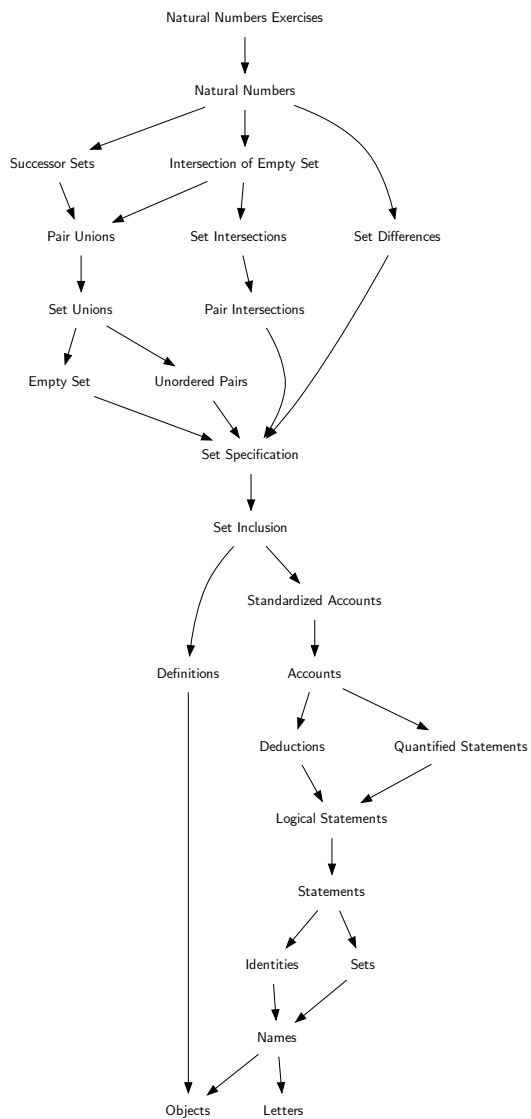 Natural Numbers Exercises
Natural Numbers
Successor Sets
Intersection of Empty Set
Pair Unions
Set Intersections
Set Differences
Set Unions
Pair Intersections
Empty Set
Unordered Pairs
Set Specification
Set Inclusion
Standardized Accounts
Definitions
Accounts
Deductions
Quantified Statements
Logical Statements
Statements
Identities
Sets
Names
Objects
Letters